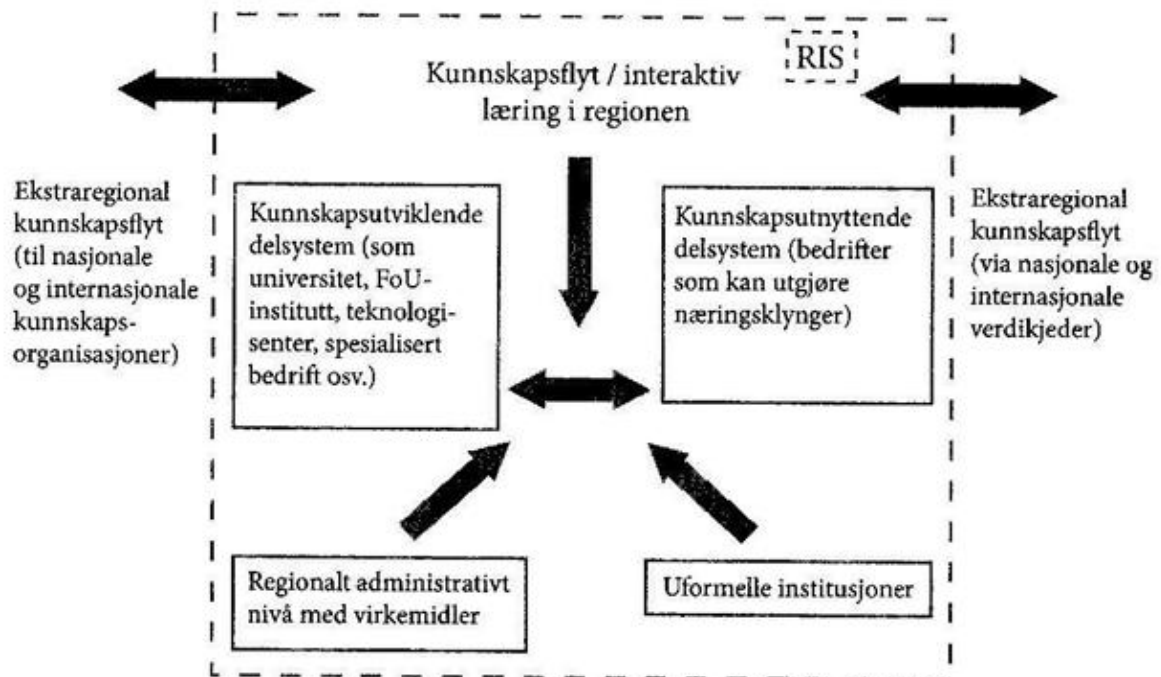 RIS
Kunnskapsflyt / interaktiv
læring i regionen
Ekstraregional
kunnskapsflyt
(til nasjonale
og internasjonale
kunnskaps-
organisasjoner)
Kunnskapsutviklende
delsystem (som
universitet, FoU-
institutt, teknologi-
senter, spesialisert
bedrift osv.)
Kunnskapsutnyttende
delsystem (bedrifter
som kan utgjøre
næringsklynger)
Ekstraregional
kunnskapsflyt
(via nasjonale og
internasjonale
verdikjeder)
Regionalt administrativt
nivå med virkemidler
Uformelle institusjoner